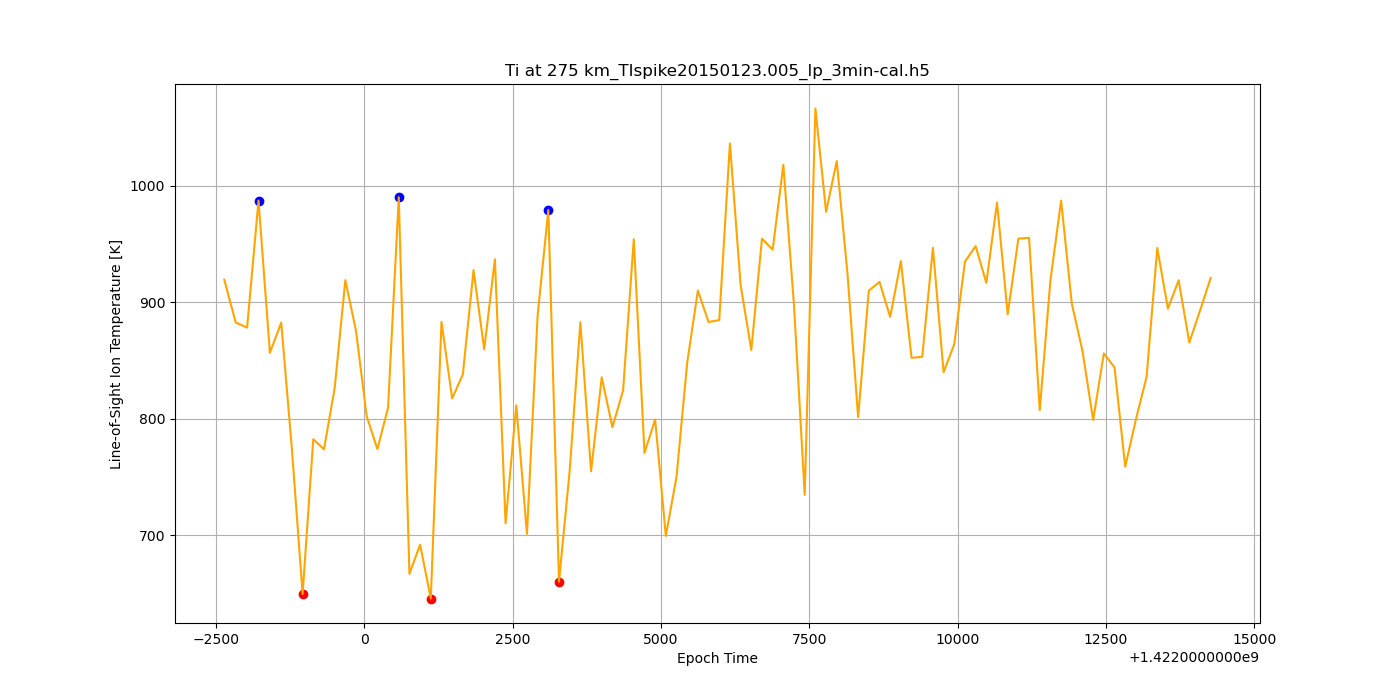 Ti at 275 km_TIspike20150123.005_lp_3min-cal.h5
Line-of-Sight Ion Temperature [K]
1000
900
800
700
−2500 0 2500 5000 7500 10000 12500 15000
Epoch Time
+1.4220000000e9